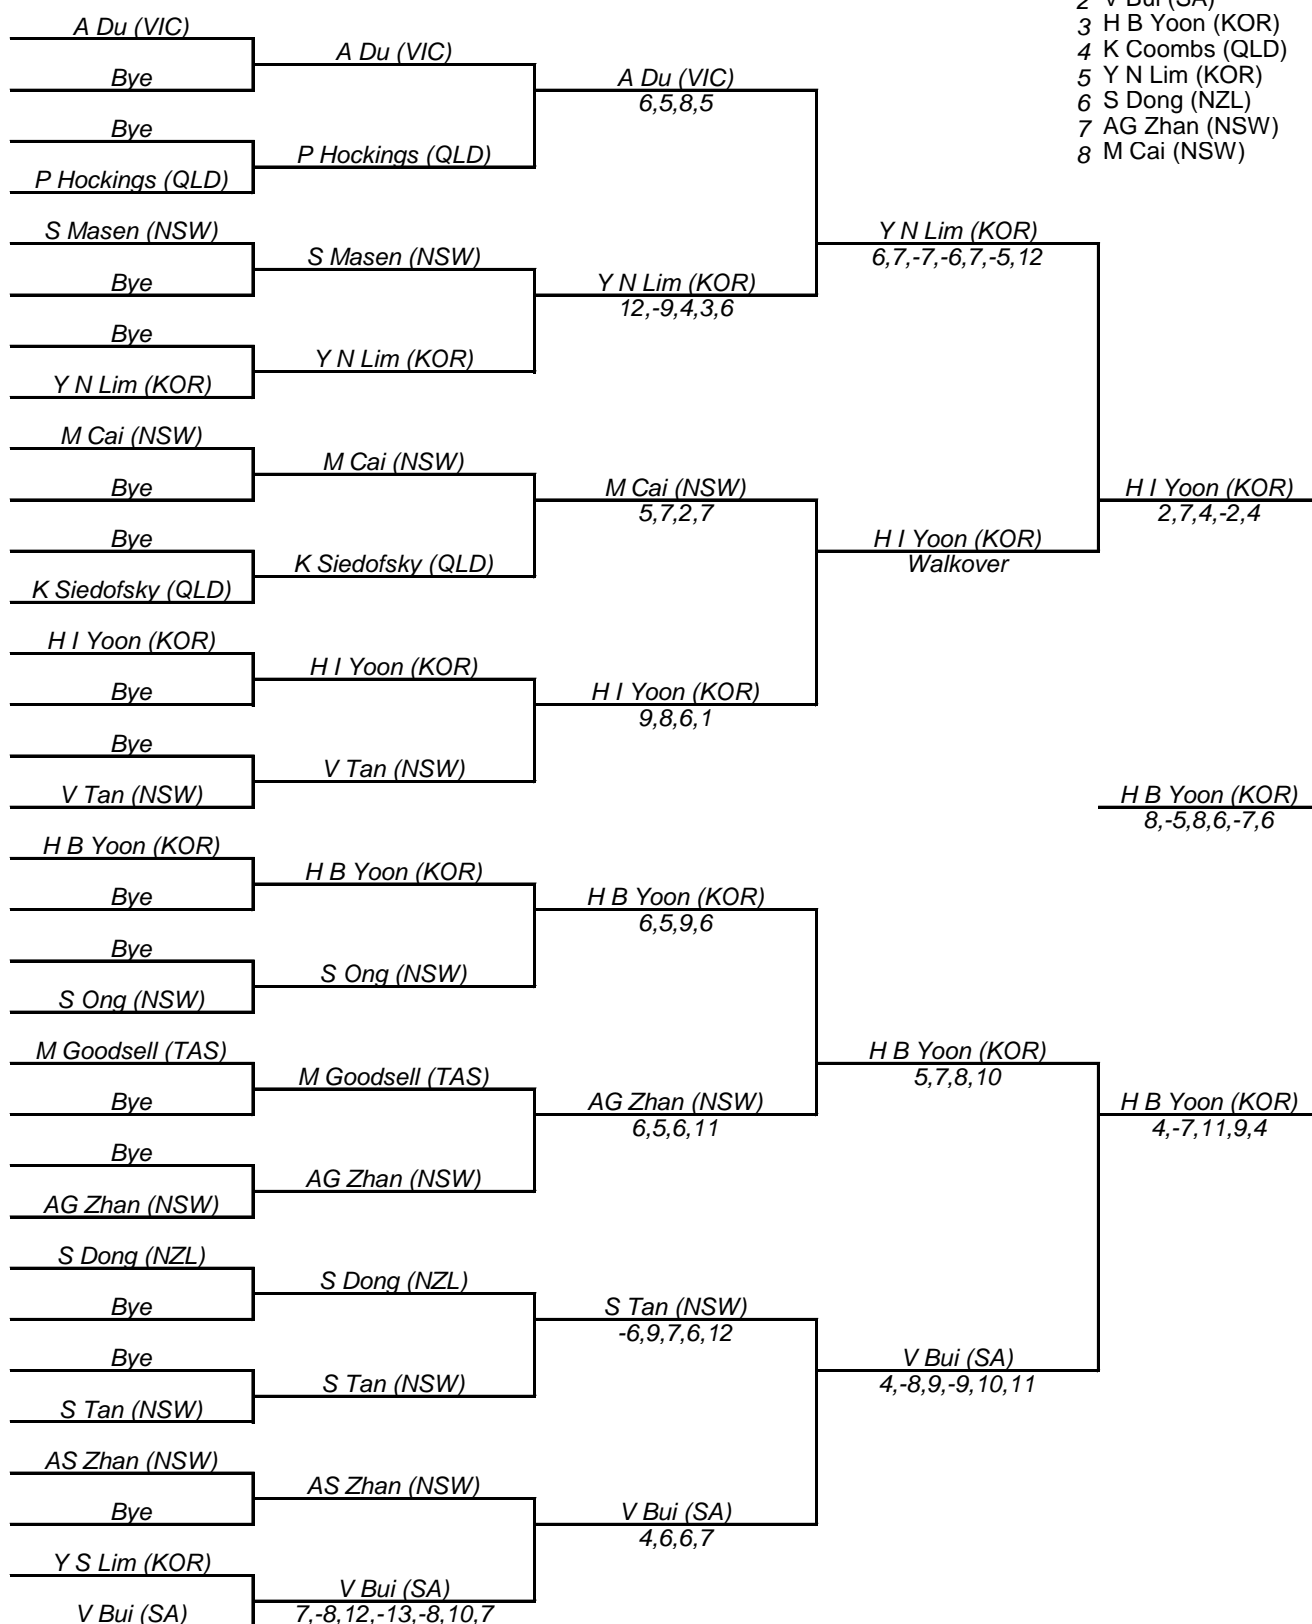 2 V Bui (SA)
3 H B Yoon (KOR)
4 K Coombs (QLD)
5 Y N Lim (KOR)
6 S Dong (NZL)
7 AG Zhan (NSW)
8 M Cai (NSW)
A Du (VIC)
Bye
Bye
P Hockings (QLD)
S Masen (NSW)
Bye
Bye
Y N Lim (KOR)
M Cai (NSW)
Bye
Bye
K Siedofsky (QLD)
H I Yoon (KOR)
Bye
Bye
V Tan (NSW)
H B Yoon (KOR)
Bye
Bye
S Ong (NSW)
M Goodsell (TAS)
Bye
Bye
AG Zhan (NSW)
S Dong (NZL)
Bye
Bye
S Tan (NSW)
AS Zhan (NSW)
Bye
Y S Lim (KOR)
V Bui (SA)
A Du (VIC)
P Hockings (QLD)
S Masen (NSW)
Y N Lim (KOR)
M Cai (NSW)
K Siedofsky (QLD)
H I Yoon (KOR)
V Tan (NSW)
H B Yoon (KOR)
S Ong (NSW)
M Goodsell (TAS)
AG Zhan (NSW)
S Dong (NZL)
S Tan (NSW)
AS Zhan (NSW)
V Bui (SA)
7,-8,12,-13,-8,10,7
A Du (VIC)
6,5,8,5
Y N Lim (KOR)
12,-9,4,3,6
M Cai (NSW)
5,7,2,7
H I Yoon (KOR)
9,8,6,1
H B Yoon (KOR)
6,5,9,6
AG Zhan (NSW)
6,5,6,11
S Tan (NSW)
-6,9,7,6,12
V Bui (SA)
4,6,6,7
Y N Lim (KOR)
6,7,-7,-6,7,-5,12
H I Yoon (KOR)
Walkover
H B Yoon (KOR)
5,7,8,10
V Bui (SA)
4,-8,9,-9,10,11
H I Yoon (KOR)
2,7,4,-2,4
H B Yoon (KOR)
8,-5,8,6,-7,6
H B Yoon (KOR)
4,-7,11,9,4